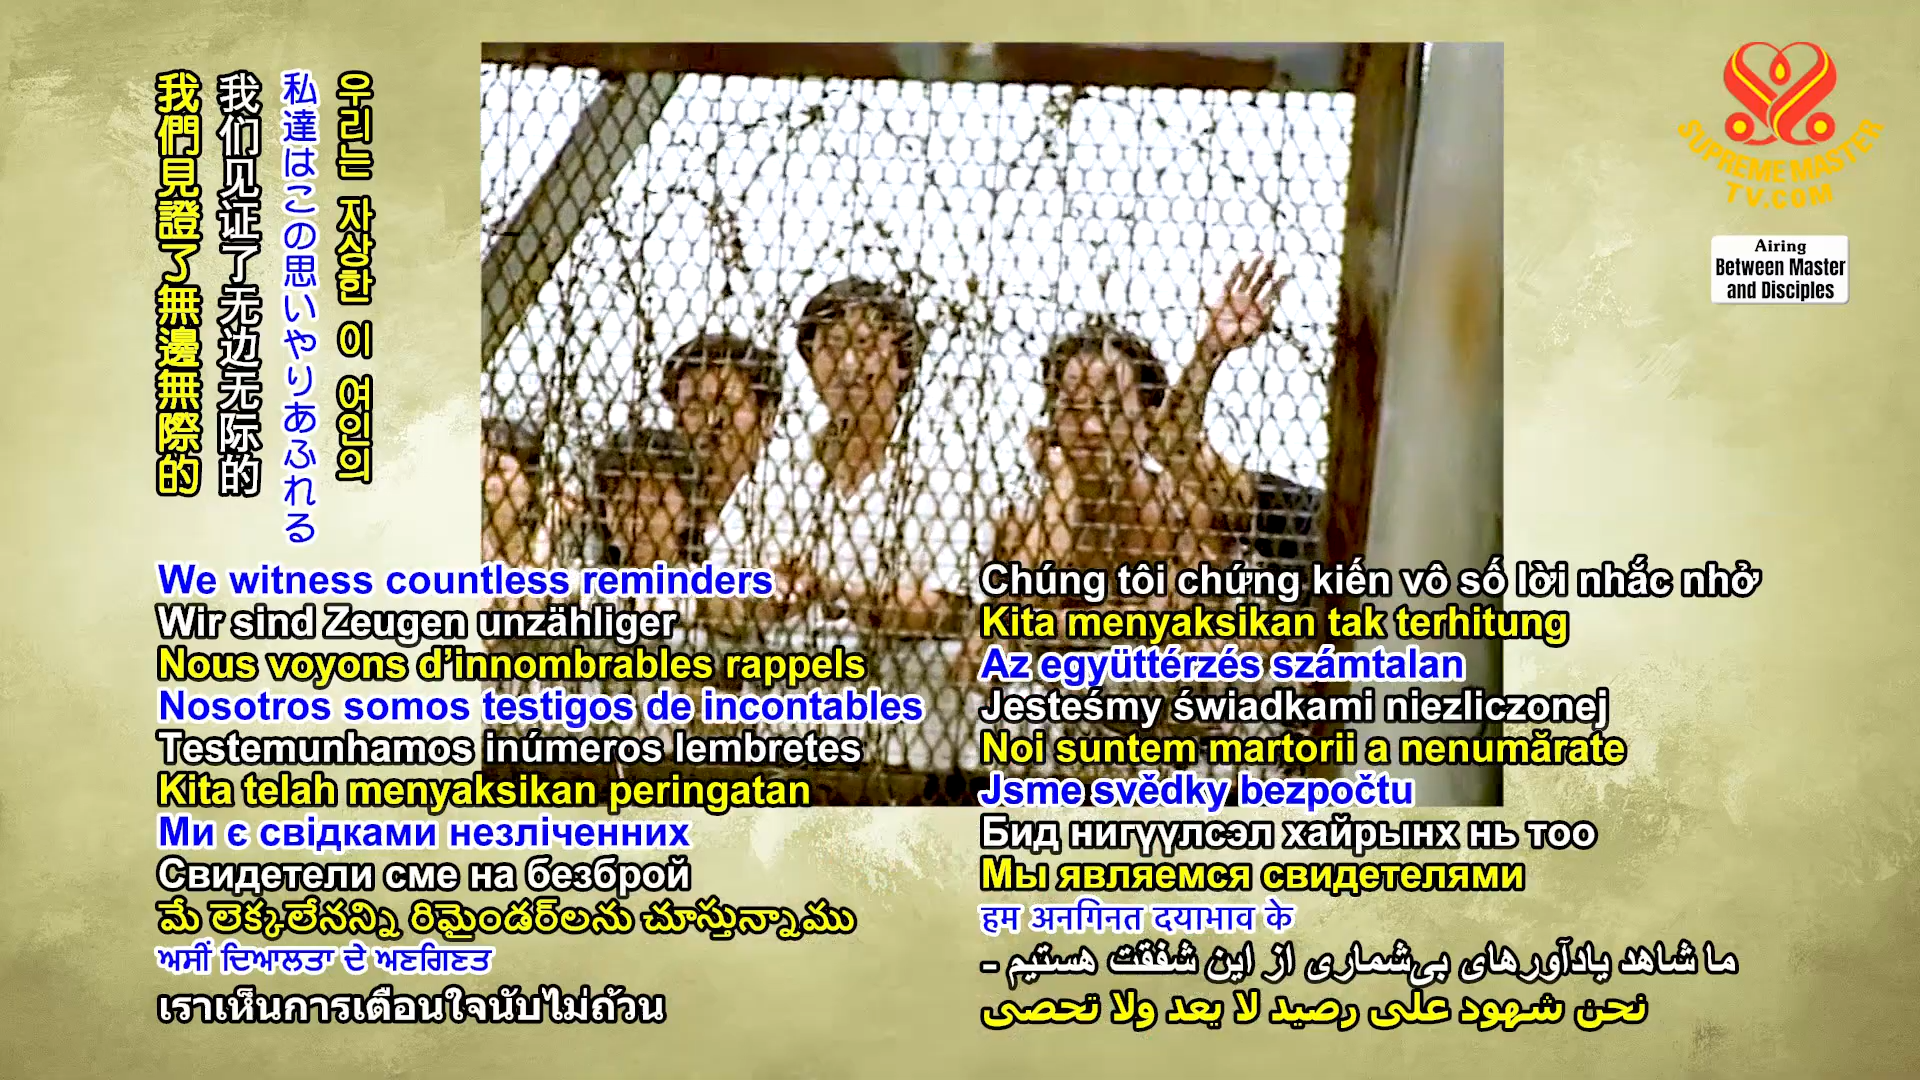 我們見證了無邊無際的
我们见证了无边无际的
私達はこの思いやりあふれる
우리는 자상한 이 여인의
SUPREMEMASTER
TV.COM
Airing
Between Master
and Disciples
We witness countless reminders
Wir sind Zeugen unzähliger
Nous voyons d’innombrables rappels
Nosotros somos testigos de incontables
Testemunhamos inúmeros lembretes
Kita telah menyaksikan peringatan
Ми є свідками незліченних
Свидетели сме на безброй
మే లెక్కలేనన్ని రిమైండర్‌లను చూస్తున్నాము
ਅਸੀਂ ਦਿਆਲਤਾ ਦੇ ਅਣਗਿਣਤ
เราเห็นการเตือนใจนับไม่ถ้วน
Chúng tôi chứng kiến vô số lời nhắc nhở
Kita menyaksikan tak terhitung
Az együttérzés számtalan
Jesteśmy świadkami niezliczonej
Noi suntem martorii a nenumărate
Jsme svědky bezpočtu
Бид нигүүлсэл хайрынх нь тоо
Мы являемся свидетелями
हम अनगिनत दयाभाव के
ما شاهد یادآورهای بی‌شماری از این شفقت هستیم -
نحن شهود على رصيد لا يعد ولا تحصى